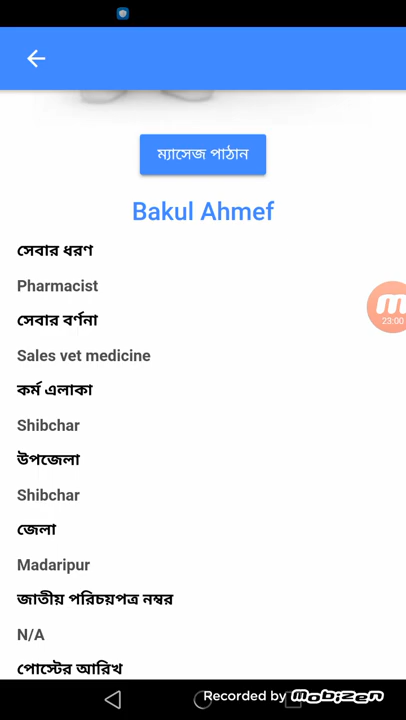 ম্যাসেজ পাঠান
Bakul Ahmef
সেবার ধরণ
Pharmacist
সেবার বর্ণনা
Sales vet medicine
কর্ম এলাকা
Shibchar
উপজেলা
Shibchar
জেলা
Madaripur
জাতীয় পরিচয়পত্র নম্বর
N/A
পোস্টের আরিখ
23:00
Recorded by mobizen